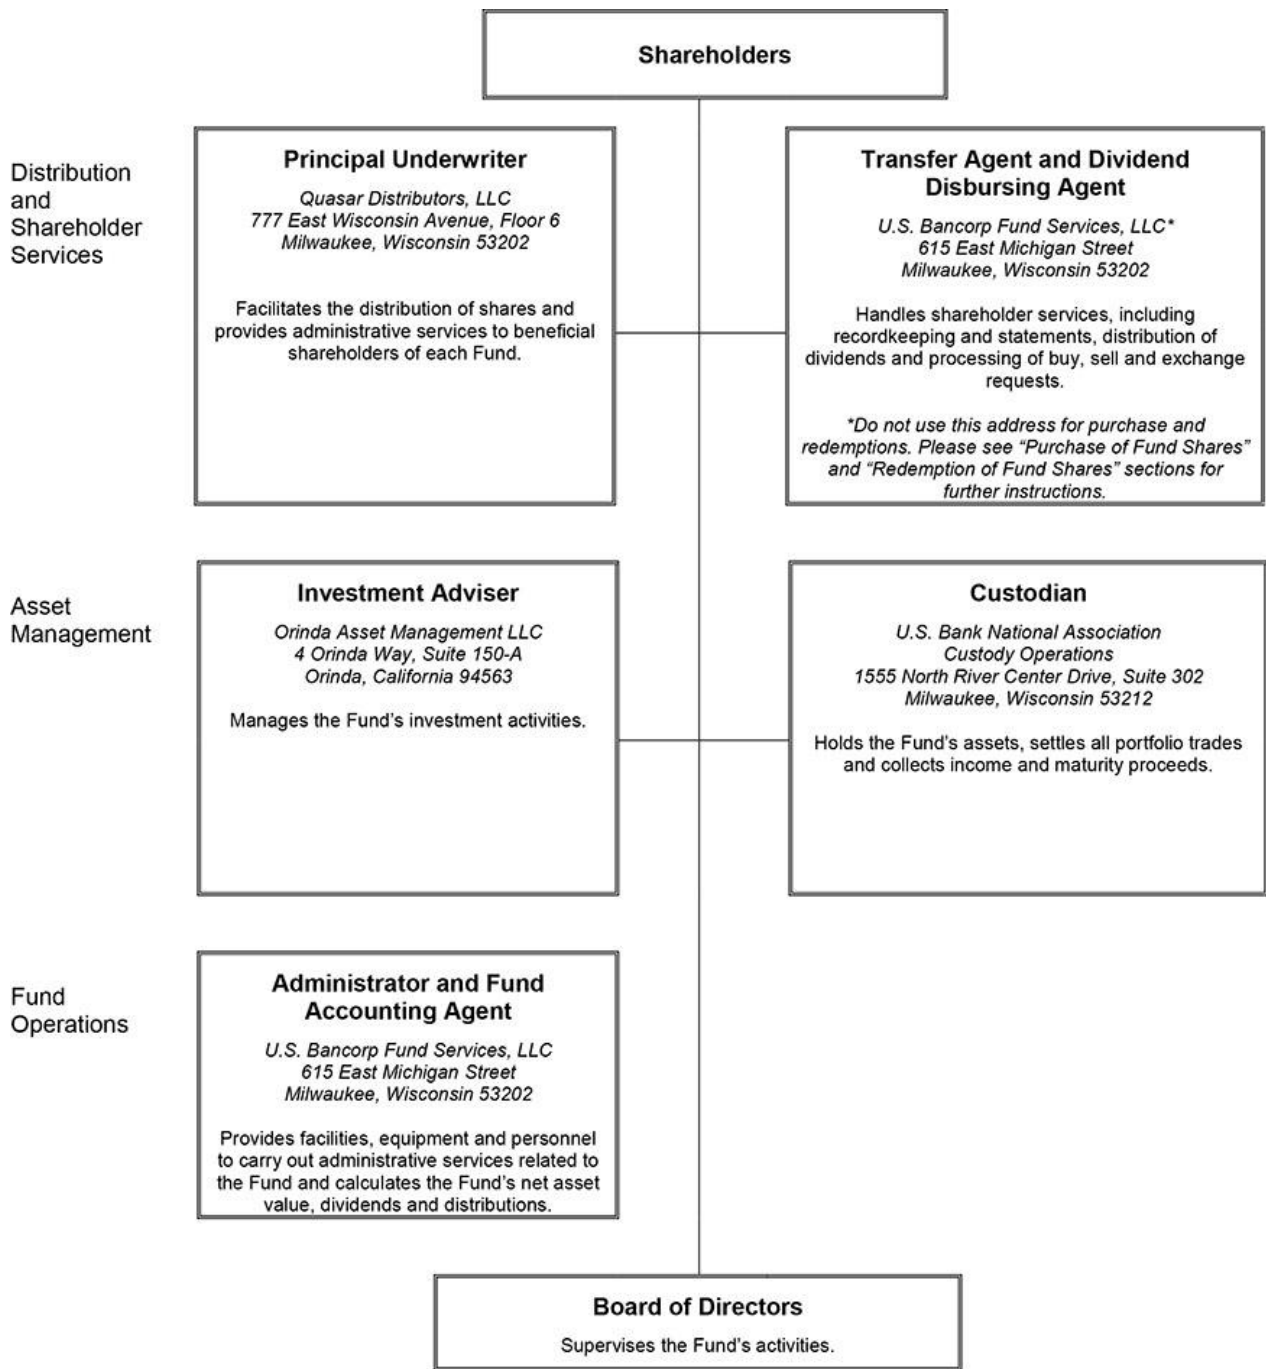 Shareholders
Distribution
and
Shareholder
Services
Principal Underwriter
Quasar Distributors, LLC
777 East Wisconsin Avenue, Floor 6
Milwaukee, Wisconsin 53202
Facilitates the distribution of shares and
provides administrative services to beneficial
shareholders of each Fund.
Transfer Agent and Dividend
Disbursing Agent
U.S. Bancorp Fund Services, LLC*
615 East Michigan Street
Milwaukee, Wisconsin 53202
Handles shareholder services, including
recordkeeping and statements, distribution of
dividends and processing of buy, sell and exchange
requests.
*Do not use this address for purchase and
redemptions. Please see “Purchase of Fund Shares”
and “Redemption of Fund Shares” sections for
further instructions.
Asset
Management
Investment Adviser
Orinda Asset Management LLC
4 Orinda Way, Suite 150-A
Orinda, California 94563
Manages the Fund’s investment activities.
Custodian
U.S. Bank National Association
Custody Operations
1555 North River Center Drive, Suite 302
Milwaukee, Wisconsin 53212
Holds the Fund’s assets, settles all portfolio trades
and collects income and maturity proceeds.
Fund
Operations
Administrator and Fund
Accounting Agent
U.S. Bancorp Fund Services, LLC
615 East Michigan Street
Milwaukee, Wisconsin 53202
Provides facilities, equipment and personnel
to carry out administrative services related to
the Fund and calculates the Fund’s net asset
value, dividends and distributions.
Board of Directors
Supervises the Fund’s activities.